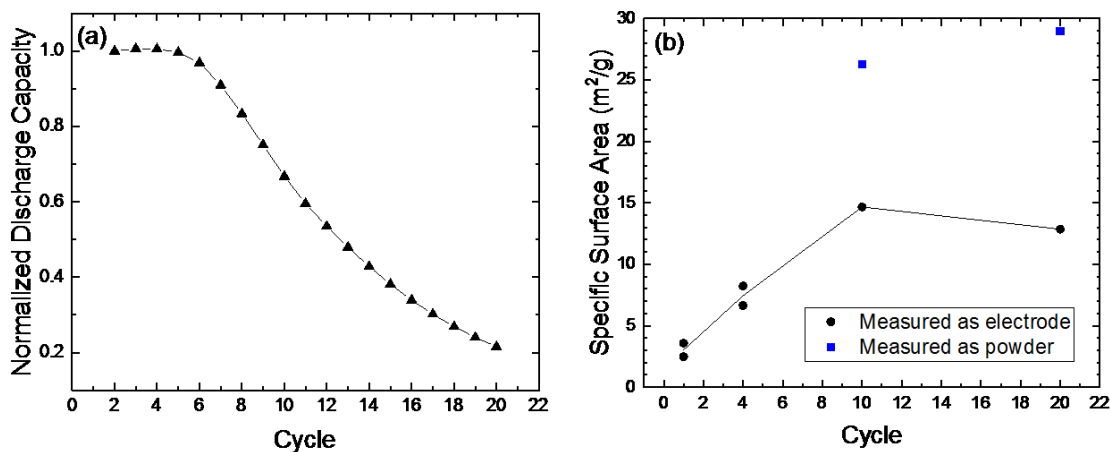 (a)
Normalized Discharge Capacity
1.0
0.8
0.6
0.4
0.2
0 2 4 6 8 10 12 14 16 18 20 22
Cycle
(b)
Specific Surface Area (m²/g)
30
25
20
15
10
5
0
Measured as electrode
Measured as powder
0 2 4 6 8 10 12 14 16 18 20 22
Cycle